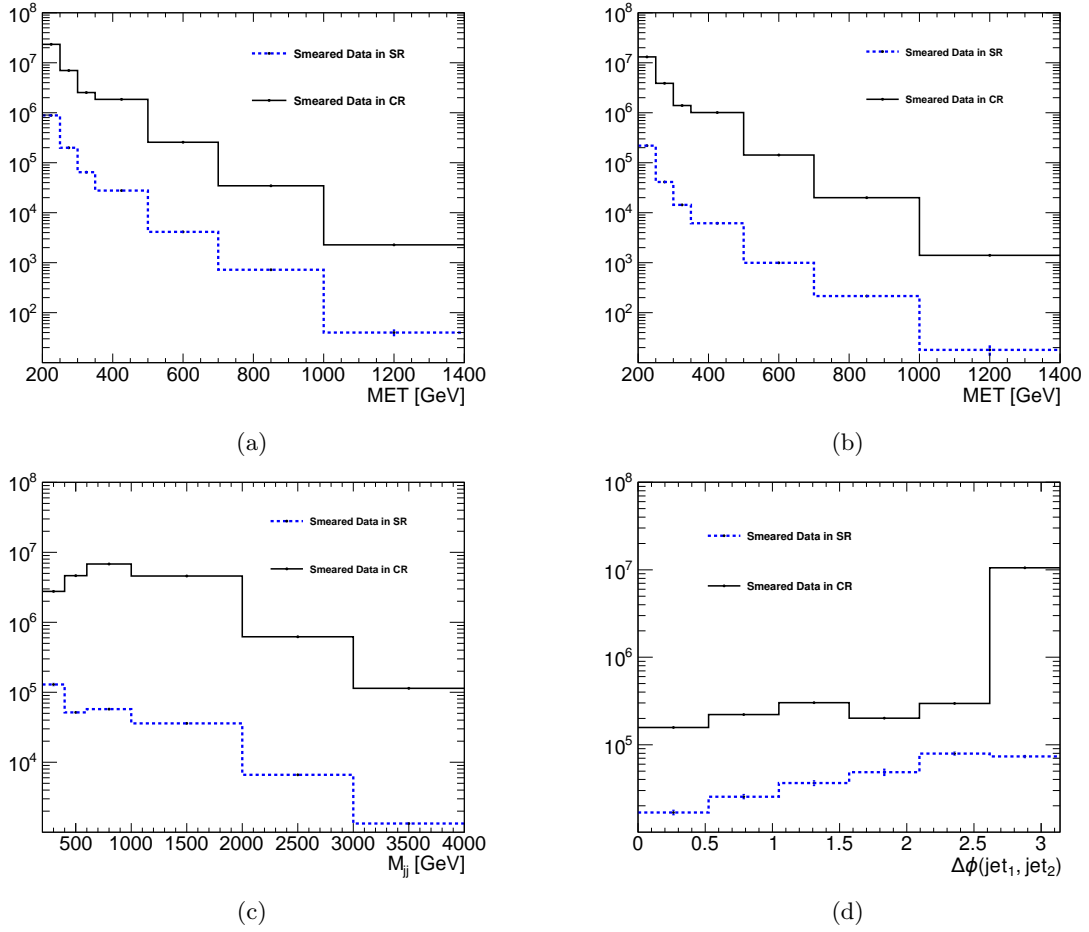 10^8
10^7
10^6
10^5
10^4
10^3
10^2
Smeared Data in SR
Smeared Data in CR
200 400 600 800 1000 1200 1400
MET [GeV]
(a)
10^8
10^7
10^6
10^5
10^4
10^3
10^2
Smeared Data in SR
Smeared Data in CR
200 400 600 800 1000 1200 1400
MET [GeV]
(b)
10^8
10^7
10^6
10^5
10^4
Smeared Data in SR
Smeared Data in CR
500 1000 1500 2000 2500 3000 3500 4000
M_jj [GeV]
(c)
10^8
10^7
10^6
10^5
Smeared Data in SR
Smeared Data in CR
0 0.5 1 1.5 2 2.5 3
Δϕ(jet_1, jet_2)
(d)